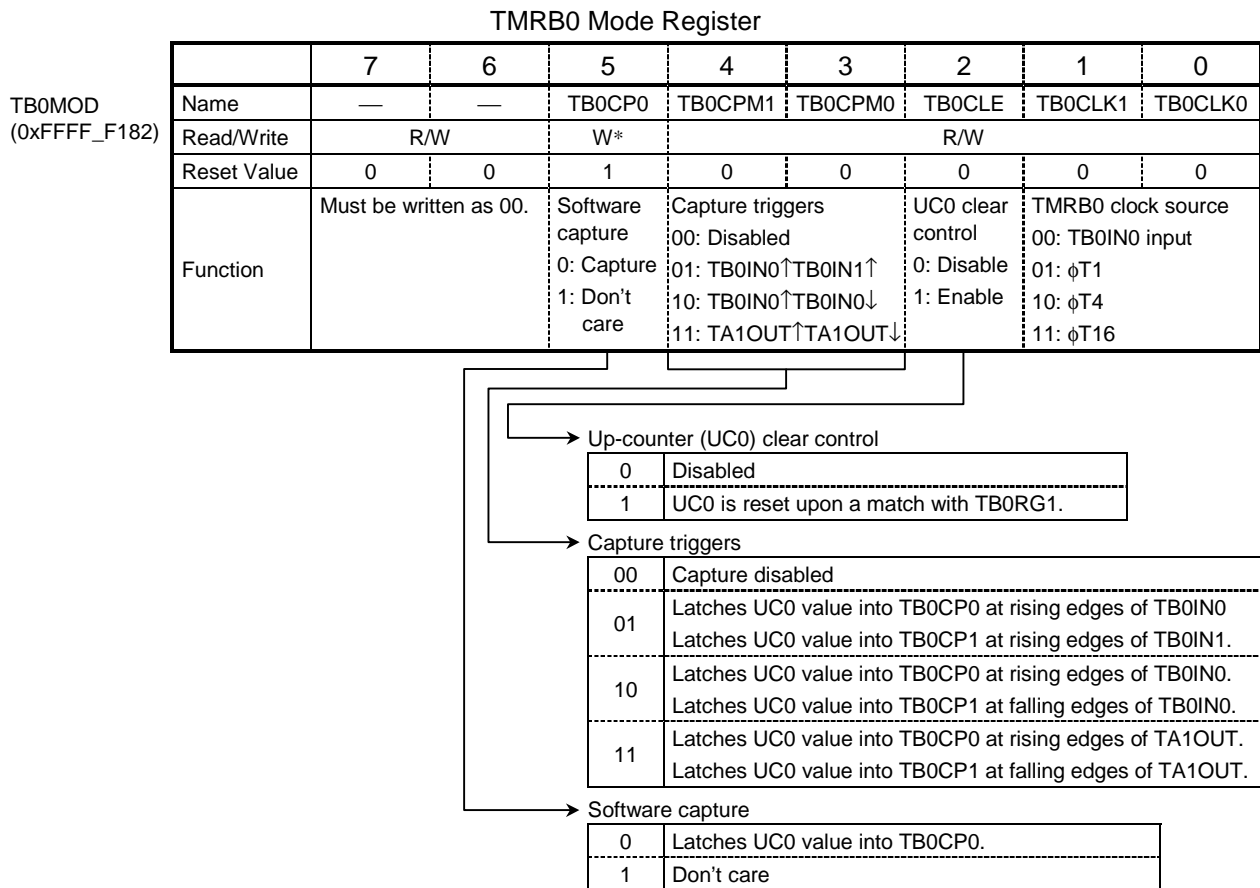 TMRB0 Mode Register
7 6 5 4 3 2 1 0
TB0MOD
(0xFFFF_F182)
Name — — TB0CP0 TB0CPM1 TB0CPM0 TB0CLE TB0CLK1 TB0CLK0
Read/Write R/W W* R/W
Reset Value 0 0 1 0 0 0 0 0
Function
Must be written as 00.
Software
capture
0: Capture
1: Don't
care
Capture triggers
00: Disabled
01: TB0IN0↑TB0IN1↑
10: TB0IN0↑TB0IN0↓
11: TA1OUT↑TA1OUT↓
UC0 clear
control
0: Disable
1: Enable
TMRB0 clock source
00: TB0IN0 input
01: ϕT1
10: ϕT4
11: ϕT16
Up-counter (UC0) clear control
0 Disabled
1 UC0 is reset upon a match with TB0RG1.
Capture triggers
00 Capture disabled
01 Latches UC0 value into TB0CP0 at rising edges of TB0IN0
Latches UC0 value into TB0CP1 at rising edges of TB0IN1.
10 Latches UC0 value into TB0CP0 at rising edges of TB0IN0.
Latches UC0 value into TB0CP1 at falling edges of TB0IN0.
11 Latches UC0 value into TB0CP0 at rising edges of TA1OUT.
Latches UC0 value into TB0CP1 at falling edges of TA1OUT.
Software capture
0 Latches UC0 value into TB0CP0.
1 Don't care